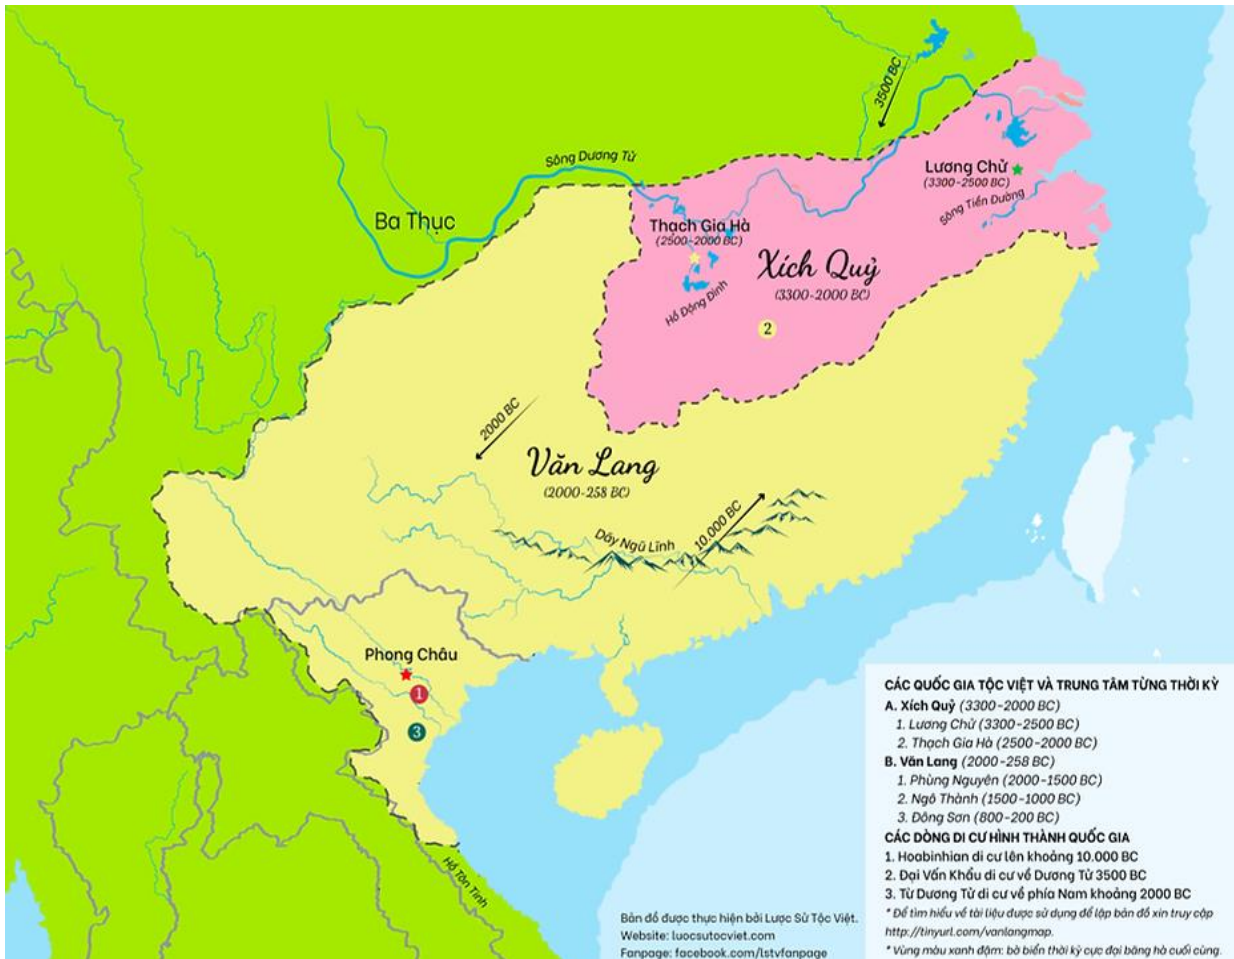 3500 BC
Sông Dương Tử
Lương Chử
(3300-2500 BC)
Sông Tiền Đường
Ba Thục
Thạch Gia Hà
(2500-2000 BC)
Xích Quỷ
(3300-2000 BC)
Hồ Động Đình
2
2000 BC
Văn Lang
(2000-258 BC)
10.000 BC
Dãy Ngũ Lĩnh
Phong Châu
1
3
Hồ Tôn Tinh
CÁC QUỐC GIA TỘC VIỆT VÀ TRUNG TÂM TỪNG THỜI KỲ
A. Xích Quỷ (3300-2000 BC)
1. Lương Chử (3300-2500 BC)
2. Thạch Gia Hà (2500-2000 BC)
B. Văn Lang (2000-258 BC)
1. Phùng Nguyên (2000-1500 BC)
2. Ngô Thành (1500-1000 BC)
3. Đông Sơn (800-200 BC)
CÁC DÒNG DI CƯ HÌNH THÀNH QUỐC GIA
1. Hoabinhian di cư lên khoảng 10.000 BC
2. Đại Vấn Khẩu di cư về Dương Tử 3500 BC
3. Từ Dương Tử di cư về phía Nam khoảng 2000 BC
* Để tìm hiểu về tài liệu được sử dụng để lập bản đồ xin truy cập
http://tinyurl.com/vanlangmap.
* Vùng màu xanh đậm: bờ biển thời kỳ cực đại băng hà cuối cùng.
Bản đồ được thực hiện bởi Lược Sử Tộc Việt.
Website: luocsutocviet.com
Fanpage: facebook.com/lstvfanpage